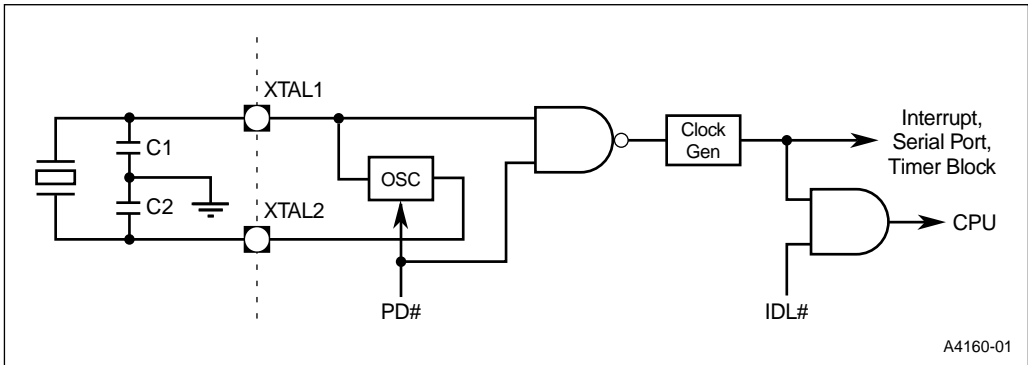 XTAL1
C1
C2
XTAL2
OSC
PD#
Clock
Gen
Interrupt,
Serial Port,
Timer Block
CPU
IDL#
A4160-01